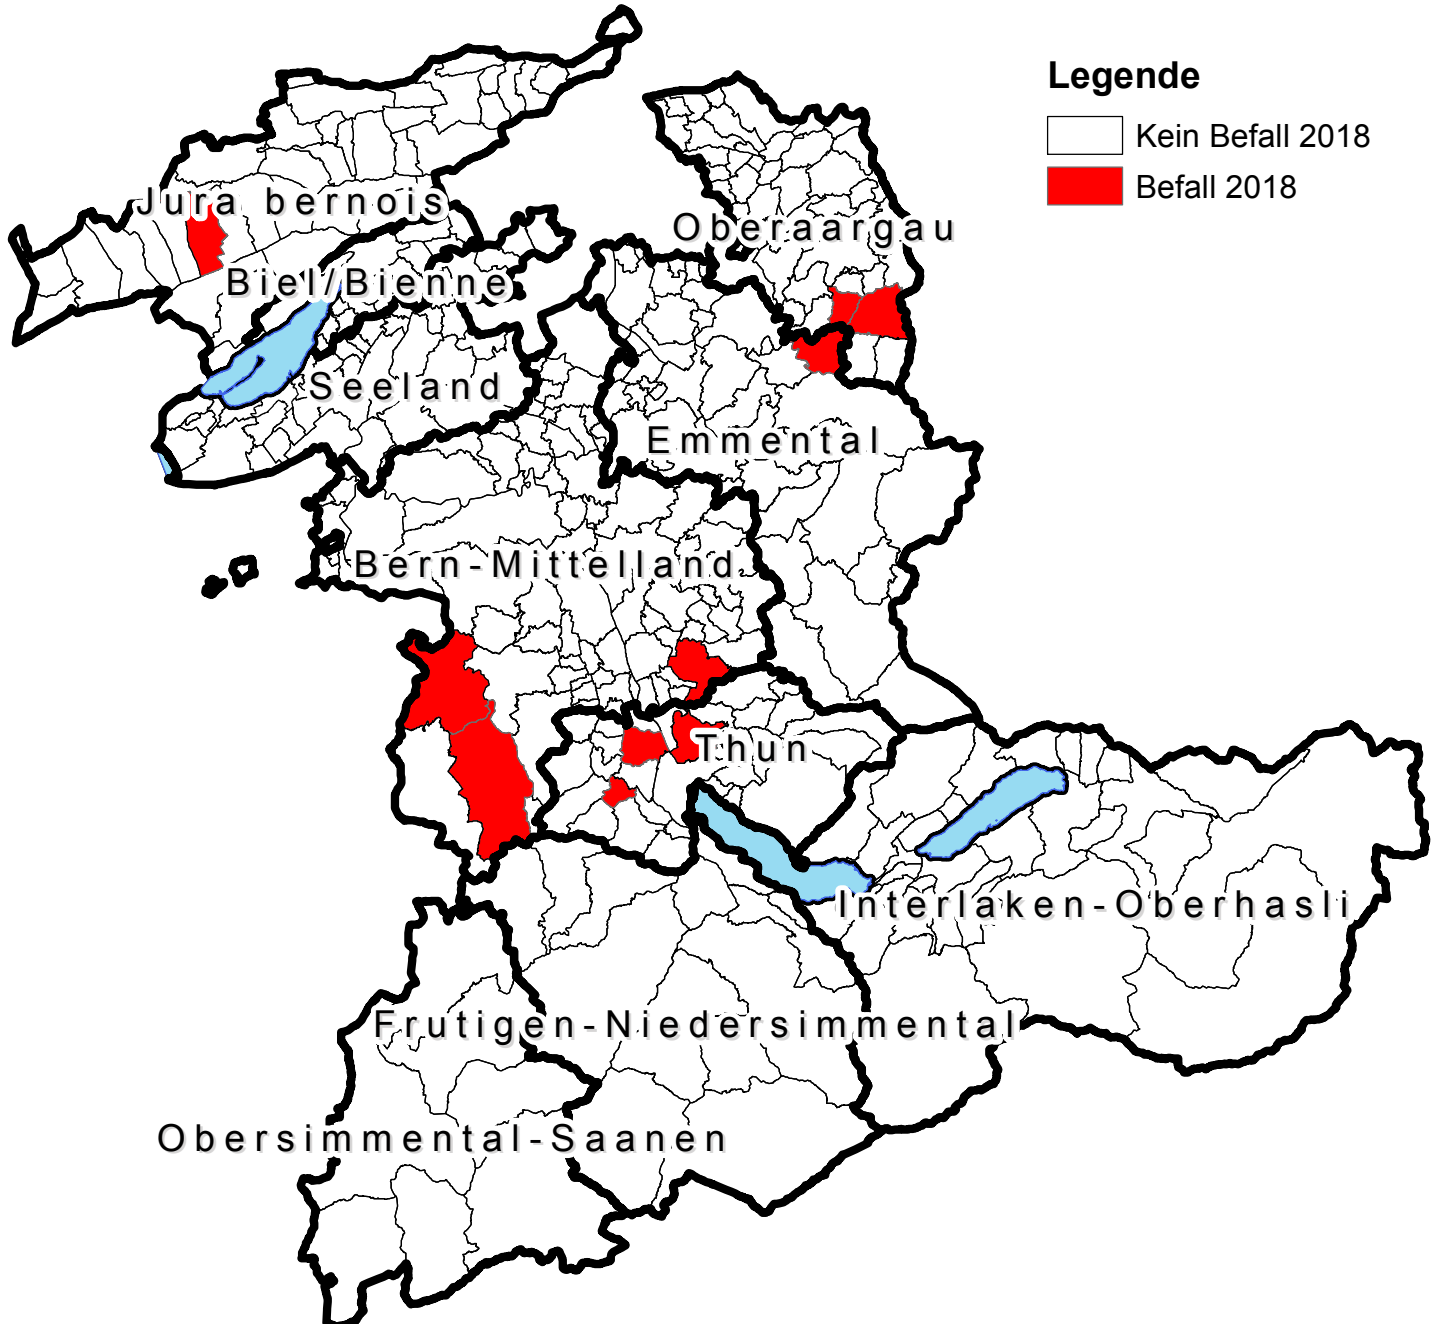 Legende
Kein Befall 2018
Befall 2018
Jura bernois
Oberaargau
Biel/Bienne
Seeland
Emmental
Bern-Mittelland
Thun
Interlaken-Oberhasli
Frutigen-Niedersimmental
Obersimmental-Saanen